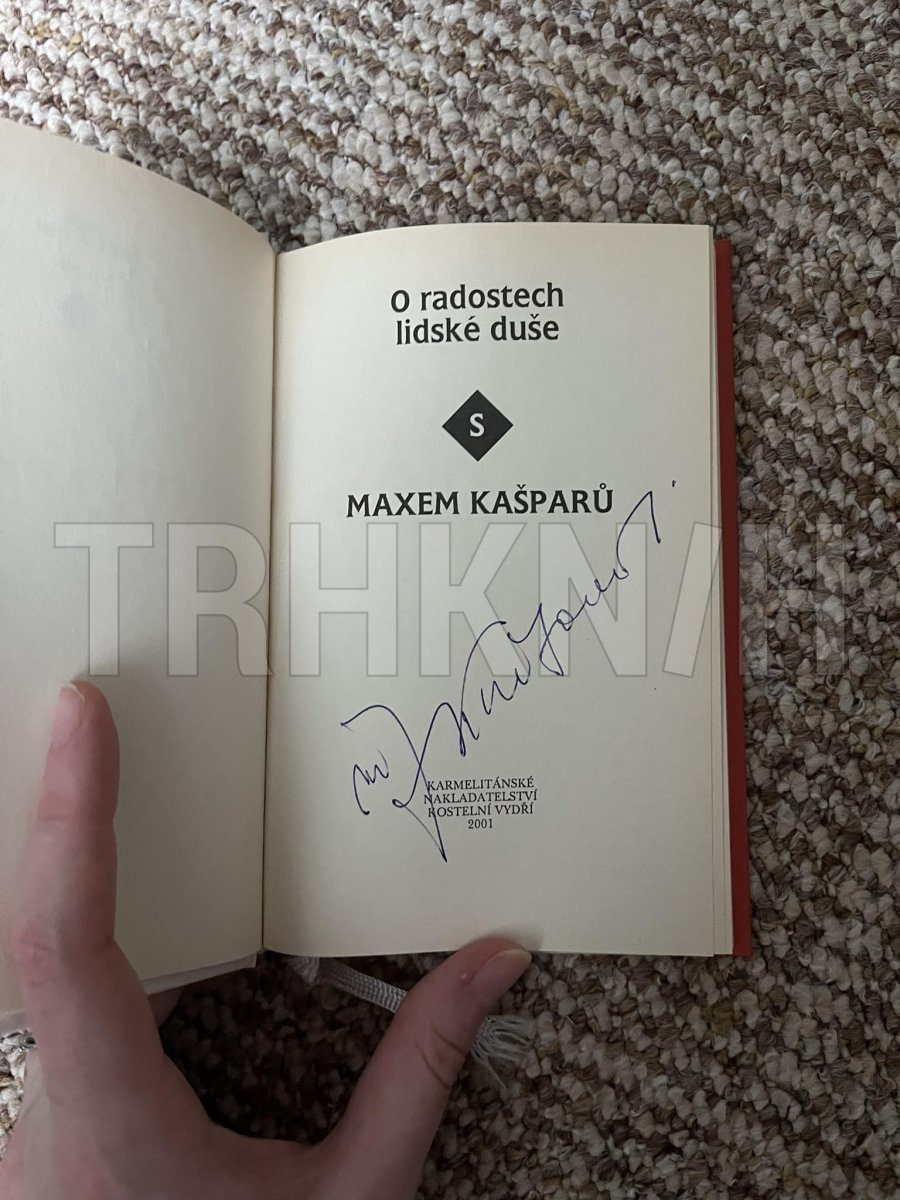 O radostech
lidské duše
S
MAXEM KAŠPARŮ
TRHKNIH
KARMELITÁNSKÉ
NAKLADATELSTVÍ
KOSTELNÍ VYDŘÍ
2001